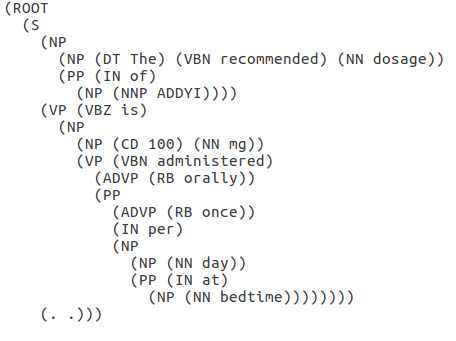 (ROOT
  (S
    (NP
      (NP (DT The) (VBN recommended) (NN dosage))
      (PP (IN of)
        (NP (NNP ADDYI))))
    (VP (VBZ is)
      (NP
        (NP (CD 100) (NN mg))
        (VP (VBN administered)
          (ADVP (RB orally))
          (PP
            (ADVP (RB once))
            (IN per)
            (NP
              (NP (NN day))
              (PP (IN at)
                (NP (NN bedtime))))))))
    (. .)))